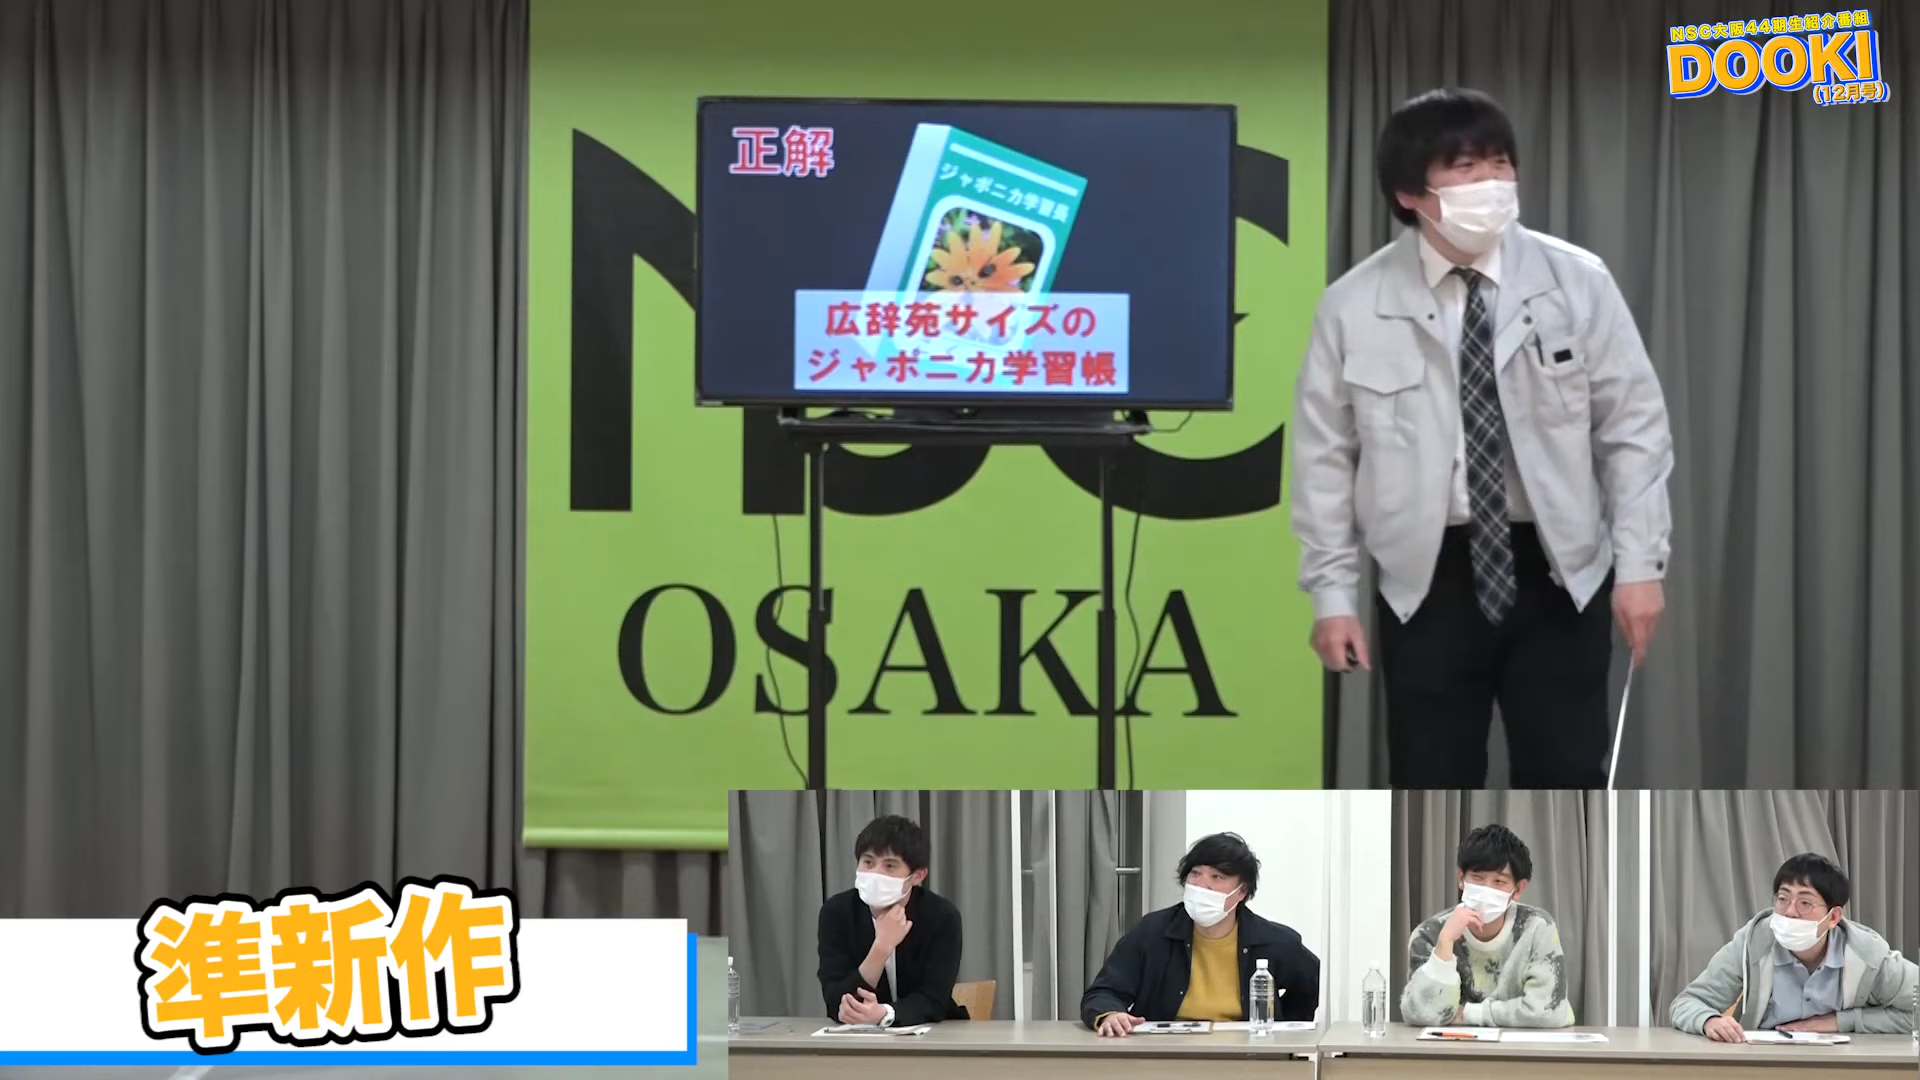 NSC大阪44期生紹介番組
DOOKI
(12月号)
正解
ジャポニカ学習長
広辞苑サイズの
ジャポニカ学習帳
NSC
OSAKA
準新作